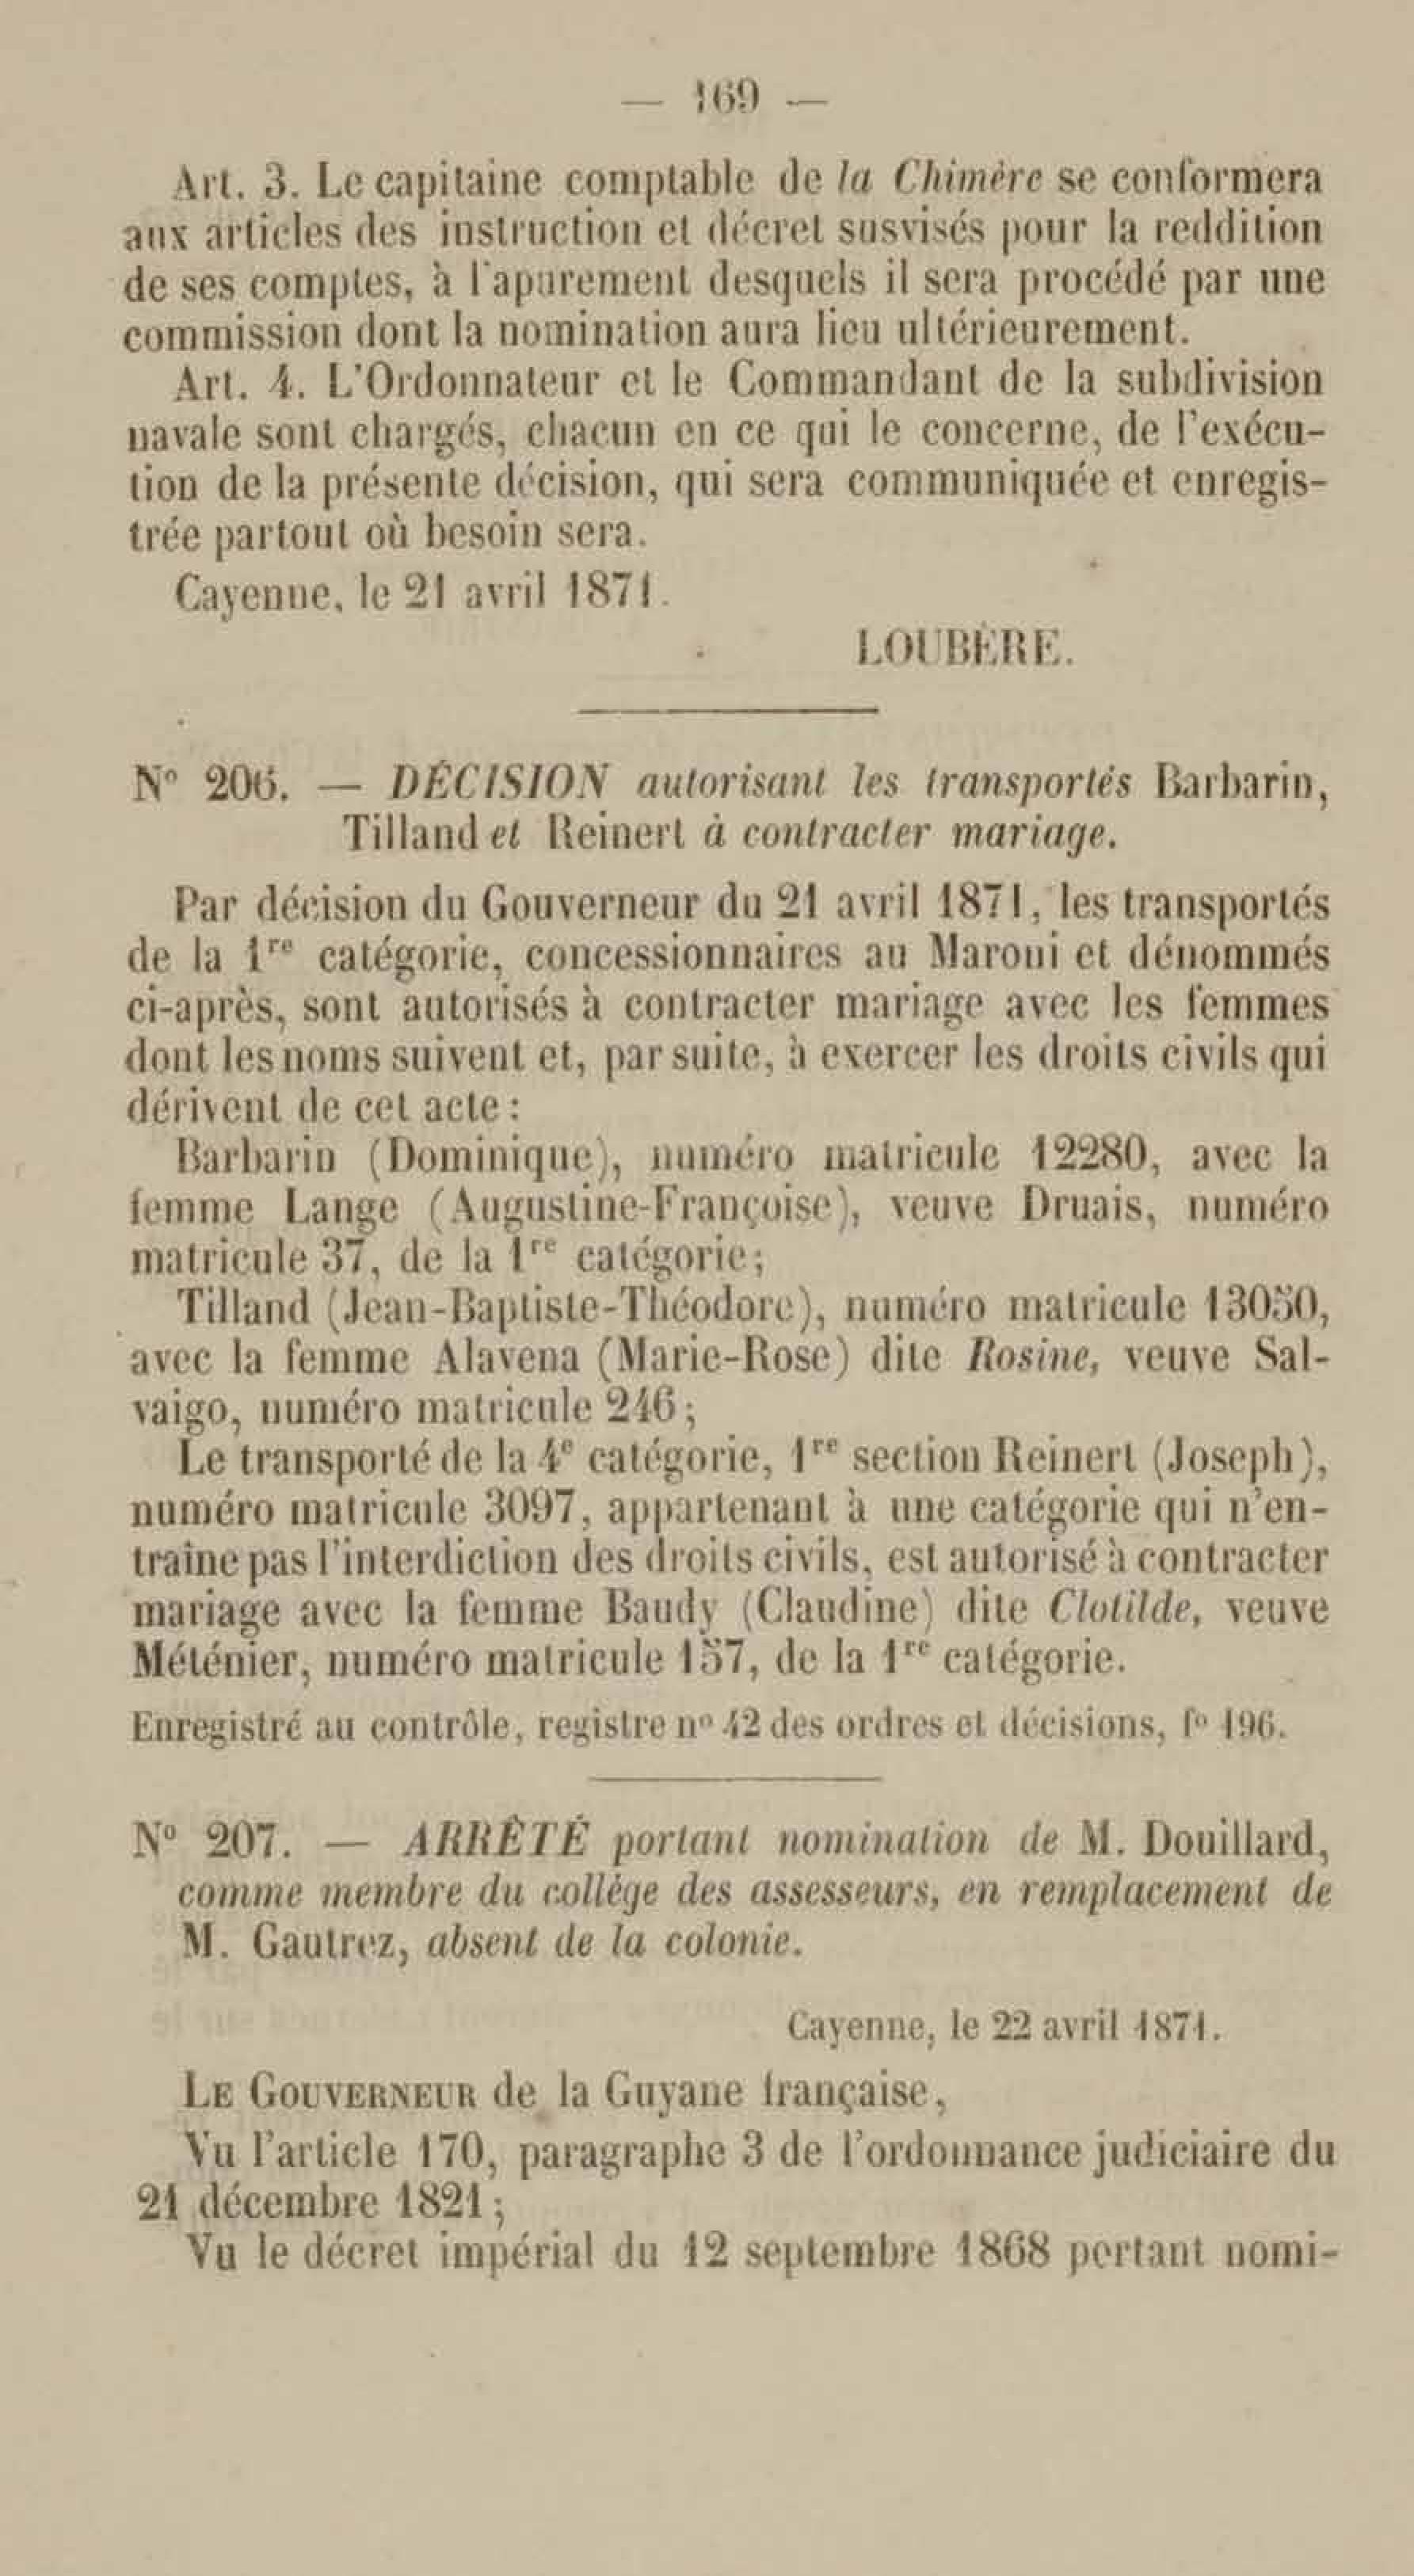 — 169 —
Art. 3. Le capitaine comptable de la Chimère se conformera
aux articles des instruction et décret susvisés pour la reddition
de ses comptes, à l'apurement desquels il sera procédé par une
commission dont la nomination aura lieu ultérieurement.
Art. 4. L'Ordonnateur et le Commandant de la subdivision
navale sont chargés, chacun en ce qui le concerne, de l'exécu-
tion de la présente décision, qui sera communiquée et enregis-
trée partout où besoin sera.
Cayenne, le 21 avril 1871.
LOUBÈRE.
N° 206. — DÉCISION autorisant les transportés Barbarin,
Tilland et Reinert à contracter mariage.
Par décision du Gouverneur du 21 avril 1871, les transportés
de la 1re catégorie, concessionnaires au Maroni et dénommés
ci-après, sont autorisés à contracter mariage avec les femmes
dont les noms suivent et, par suite, à exercer les droits civils qui
dérivent de cet acte :
Barbarin (Dominique), numéro matricule 12280, avec la
femme Lange (Augustine-Françoise), veuve Druais, numéro
matricule 37, de la 1re catégorie;
Tilland (Jean-Baptiste-Théodore), numéro matricule 13050,
avec la femme Alavena (Marie-Rose) dite Rosine, veuve Sal-
vaigo, numéro matricule 246;
Le transporté de la 4e catégorie, 1re section Reinert (Joseph),
numéro matricule 3097, appartenant à une catégorie qui n'en-
traîne pas l'interdiction des droits civils, est autorisé à contracter
mariage avec la femme Baudy (Claudine) dite Clotilde, veuve
Méténier, numéro matricule 157, de la 1re catégorie.
Enregistré au contrôle, registre n° 42 des ordres et décisions, f° 196.
N° 207. — ARRÊTÉ portant nomination de M. Douillard,
comme membre du collège des assesseurs, en remplacement de
M. Gautrez, absent de la colonie.
Cayenne, le 22 avril 1871.
LE GOUVERNEUR de la Guyane française,
Vu l'article 170, paragraphe 3 de l'ordonnance judiciaire du
21 décembre 1821;
Vu le décret impérial du 12 septembre 1868 portant nomi-